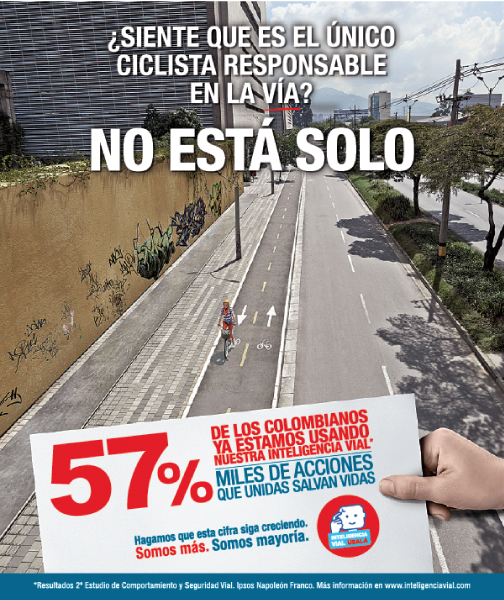 ¿SIENTE QUE ES EL ÚNICO
CICLISTA RESPONSABLE
EN LA VÍA?
NO ESTÁ SOLO
57%
DE LOS COLOMBIANOS
YA ESTAMOS USANDO
NUESTRA INTELIGENCIA VIAL*
MILES DE ACCIONES
QUE UNIDAS SALVAN VIDAS
Hagamos que esta cifra siga creciendo.
Somos más. Somos mayoría.
INTELIGENCIA
VIAL, ÚSALA
*Resultados 2° Estudio de Comportamiento y Seguridad Vial. Ipsos Napoleón Franco. Más información en www.inteligenciavial.com